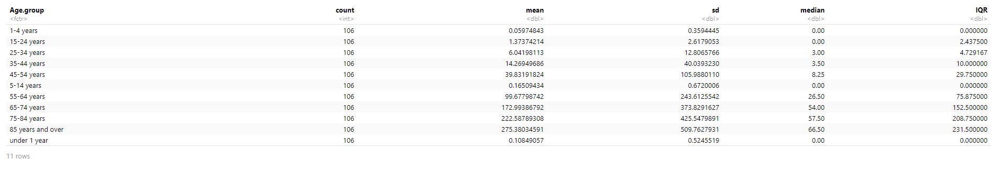 Age.group count mean sd median IQR
<fctr> <int> <dbl> <dbl> <dbl> <dbl>
1-4 years 106 0.05974843 0.3594445 0.00 0.000000
15-24 years 106 1.37374214 2.6179053 0.00 2.437500
25-34 years 106 6.04198113 12.8065766 3.00 4.729167
35-44 years 106 14.26949686 40.0393230 3.50 10.000000
45-54 years 106 39.83191824 105.9880110 8.25 29.750000
5-14 years 106 0.16509434 0.6720006 0.00 0.000000
55-64 years 106 99.67798742 243.6125542 26.50 75.875000
65-74 years 106 172.99386792 373.8291627 54.00 152.500000
75-84 years 106 222.58789308 425.5479891 57.50 208.750000
85 years and over 106 275.38034591 509.7627931 66.50 231.500000
under 1 year 106 0.10849057 0.5245519 0.00 0.000000
11 rows